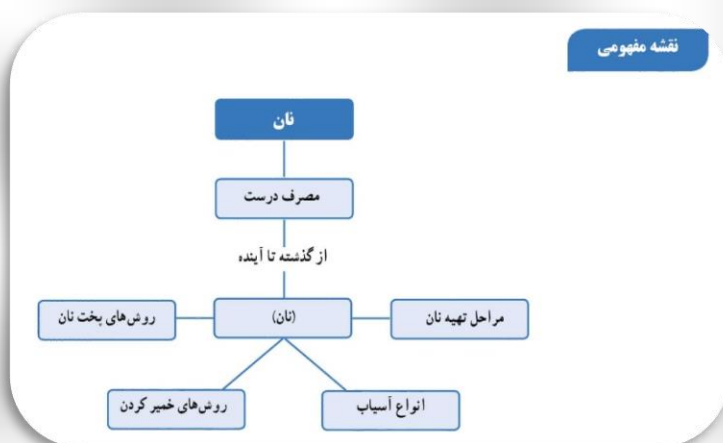 نقشه مفهومی
نان
مصرف درست
از گذشته تا آینده
مراحل تهیه نان
(نان)
روش‌های پخت نان
انواع آسیاب
روش‌های خمیر کردن